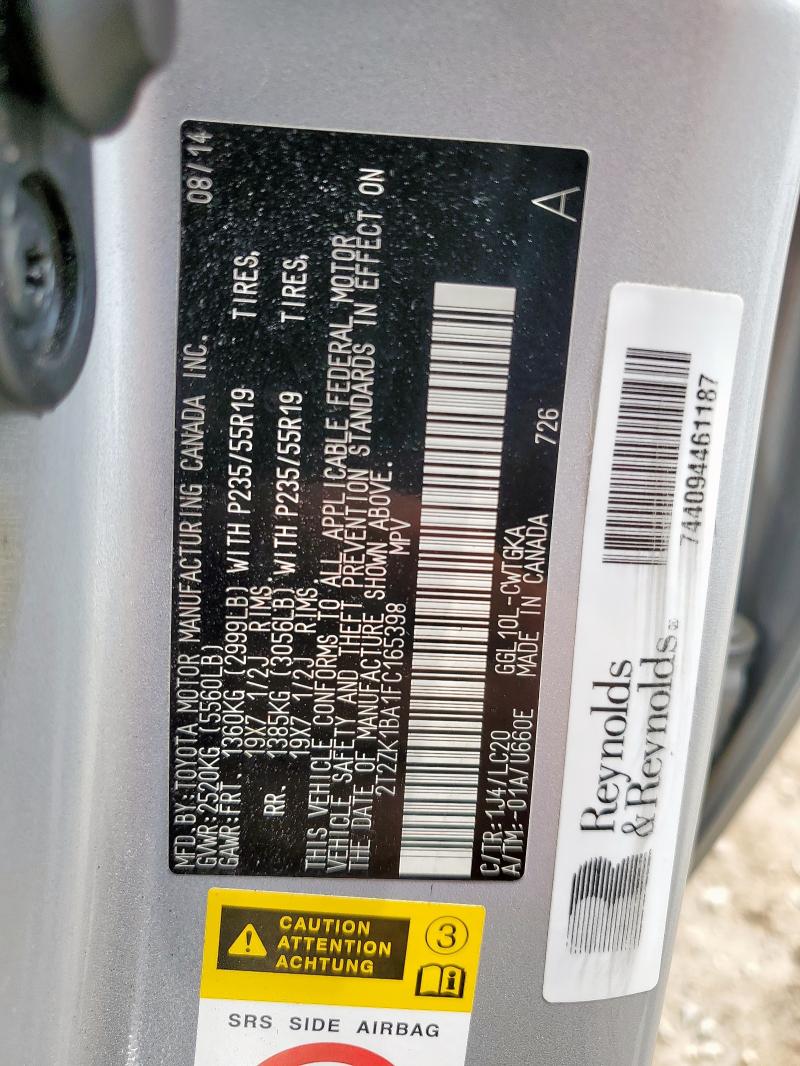 MFD.BY:TOYOTA MOTOR MANUFACTURING CANADA INC. 08/14
GVWR:2520KG (5560LB)
GAWR:FRT. 1360KG (2999LB) WITH P235/55R19 TIRES,
19X7 1/2J RIMS,
RR. 1385KG (3056LB) WITH P235/55R19 TIRES,
19X7 1/2J RIMS,
THIS VEHICLE CONFORMS TO ALL APPLICABLE FEDERAL MOTOR
VEHICLE SAFETY AND THEFT PREVENTION STANDARDS IN EFFECT ON
THE DATE OF MANUFACTURE SHOWN ABOVE.
2T2ZK1BA1FC165398 MPV
C/TR:1J4/LC20 GGL10L-CWTGKA
A/TM:-01A/U660E MADE IN CANADA 726 A
7440944461187
Reynolds
& Reynolds®
CAUTION
ATTENTION
ACHTUNG
3
SRS SIDE AIRBAG